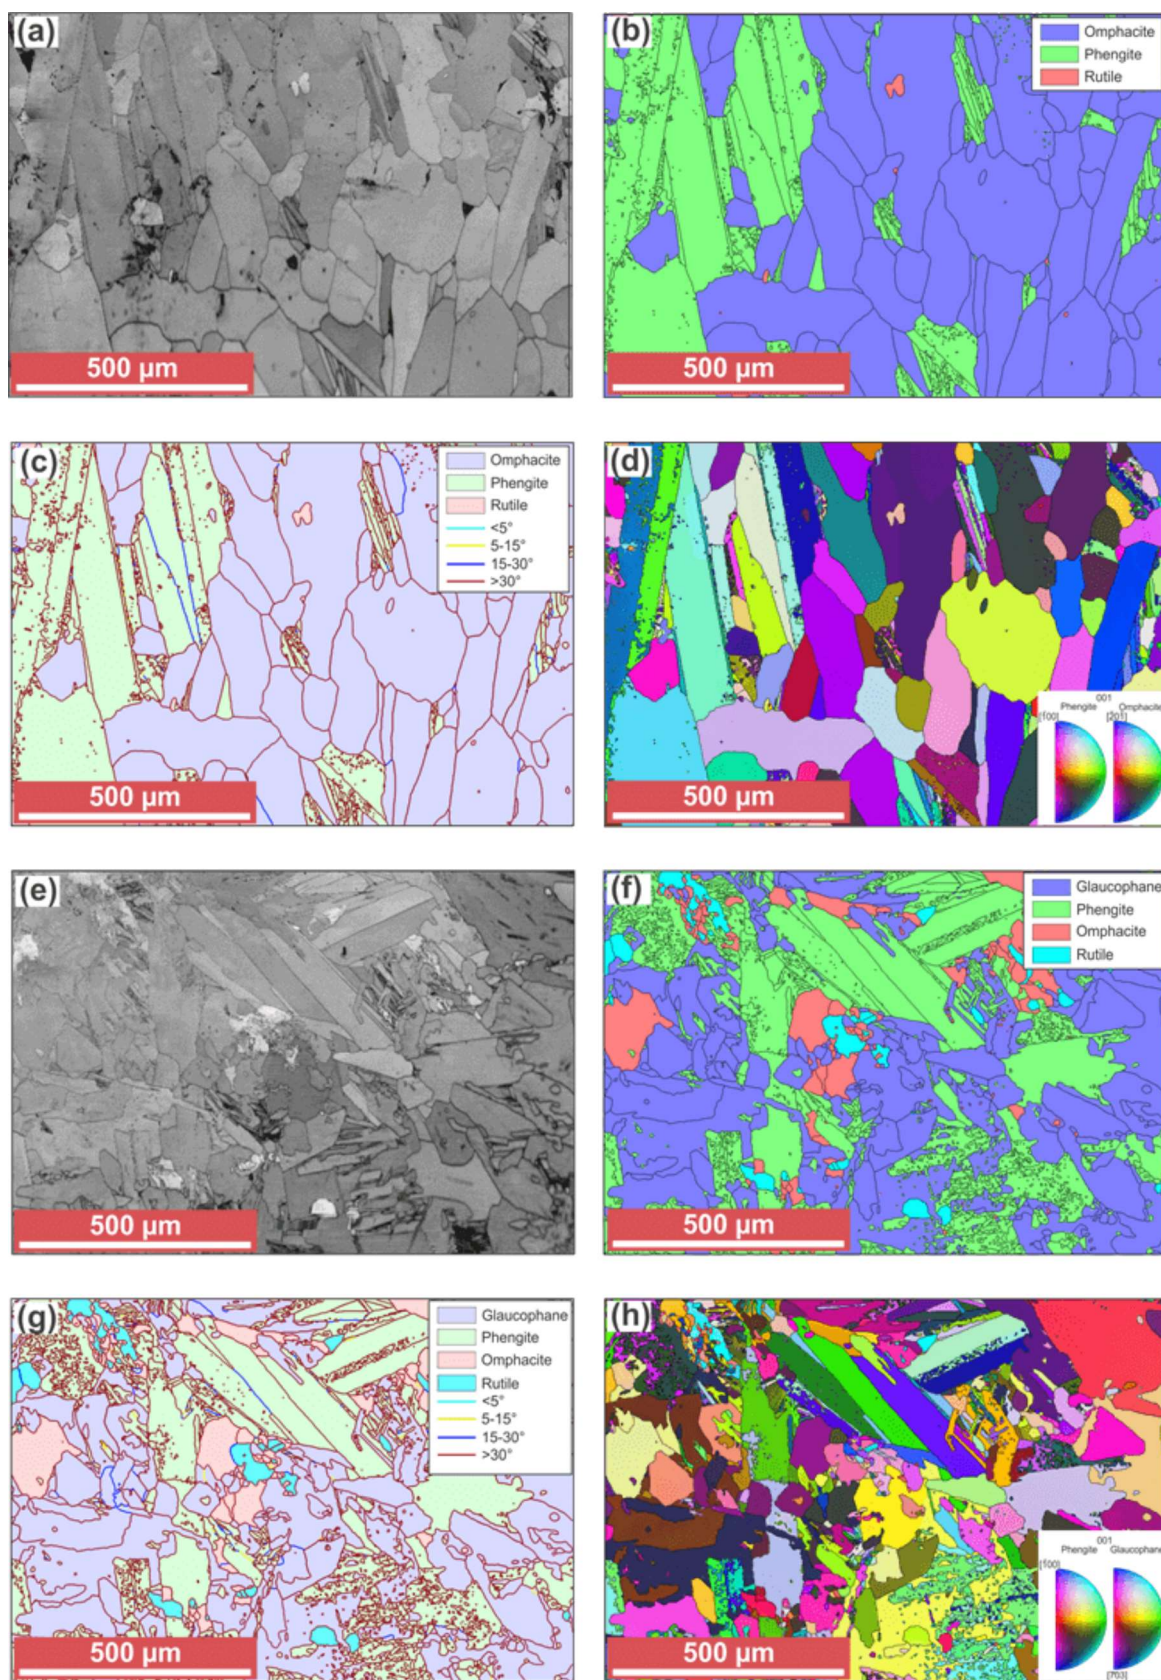 (a)
500 µm
(b)
Omphacite
Phengite
Rutile
500 µm
(c)
Omphacite
Phengite
Rutile
<5°
5-15°
15-30°
>30°
500 µm
(d)
001
Phengite Omphacite
500 µm
(e)
500 µm
(f)
Glaucophane
Phengite
Omphacite
Rutile
500 µm
(g)
Glaucophane
Phengite
Omphacite
Rutile
<5°
5-15°
15-30°
>30°
500 µm
(h)
001
Phengite Glaucophane
500 µm